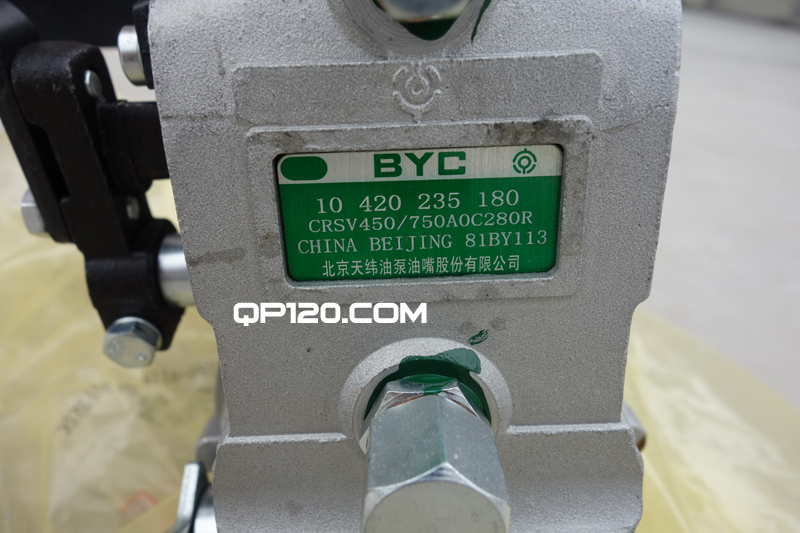 BYC
10 420 235 180
CRSV450/750A0C280R
CHINA BEIJING 81BY113
北京天纬油泵油嘴股份有限公司
QP120.COM